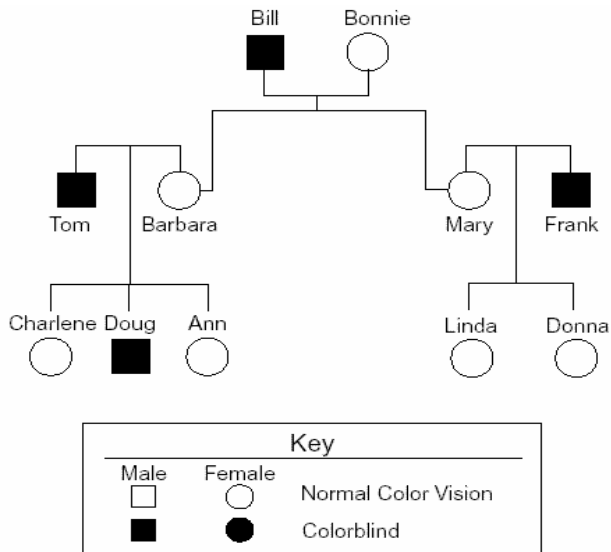 Bill Bonnie
Tom Barbara Mary Frank
Charlene Doug Ann Linda Donna
Key
Male Female
Normal Color Vision
Colorblind